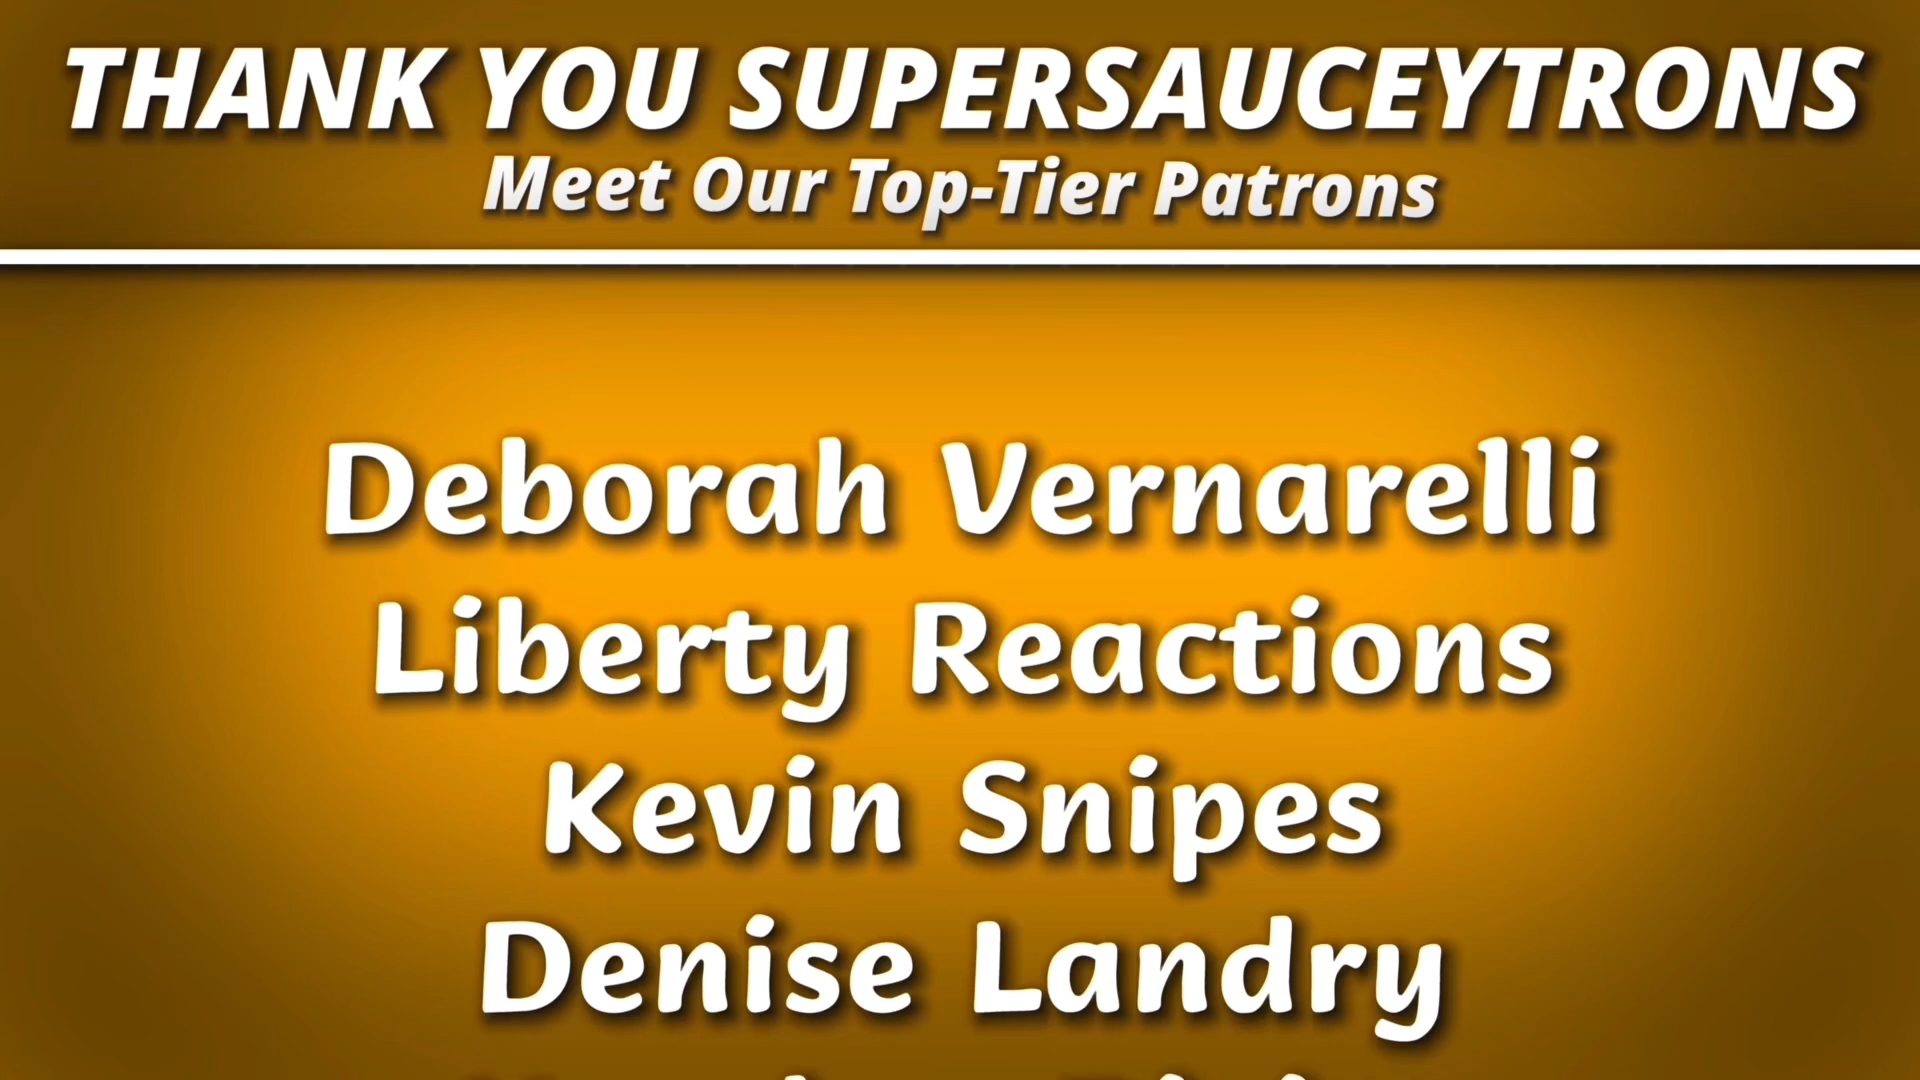 THANK YOU SUPERSAUCEYTRONS
Meet Our Top-Tier Patrons
Deborah Vernarelli
Liberty Reactions
Kevin Snipes
Denise Landry